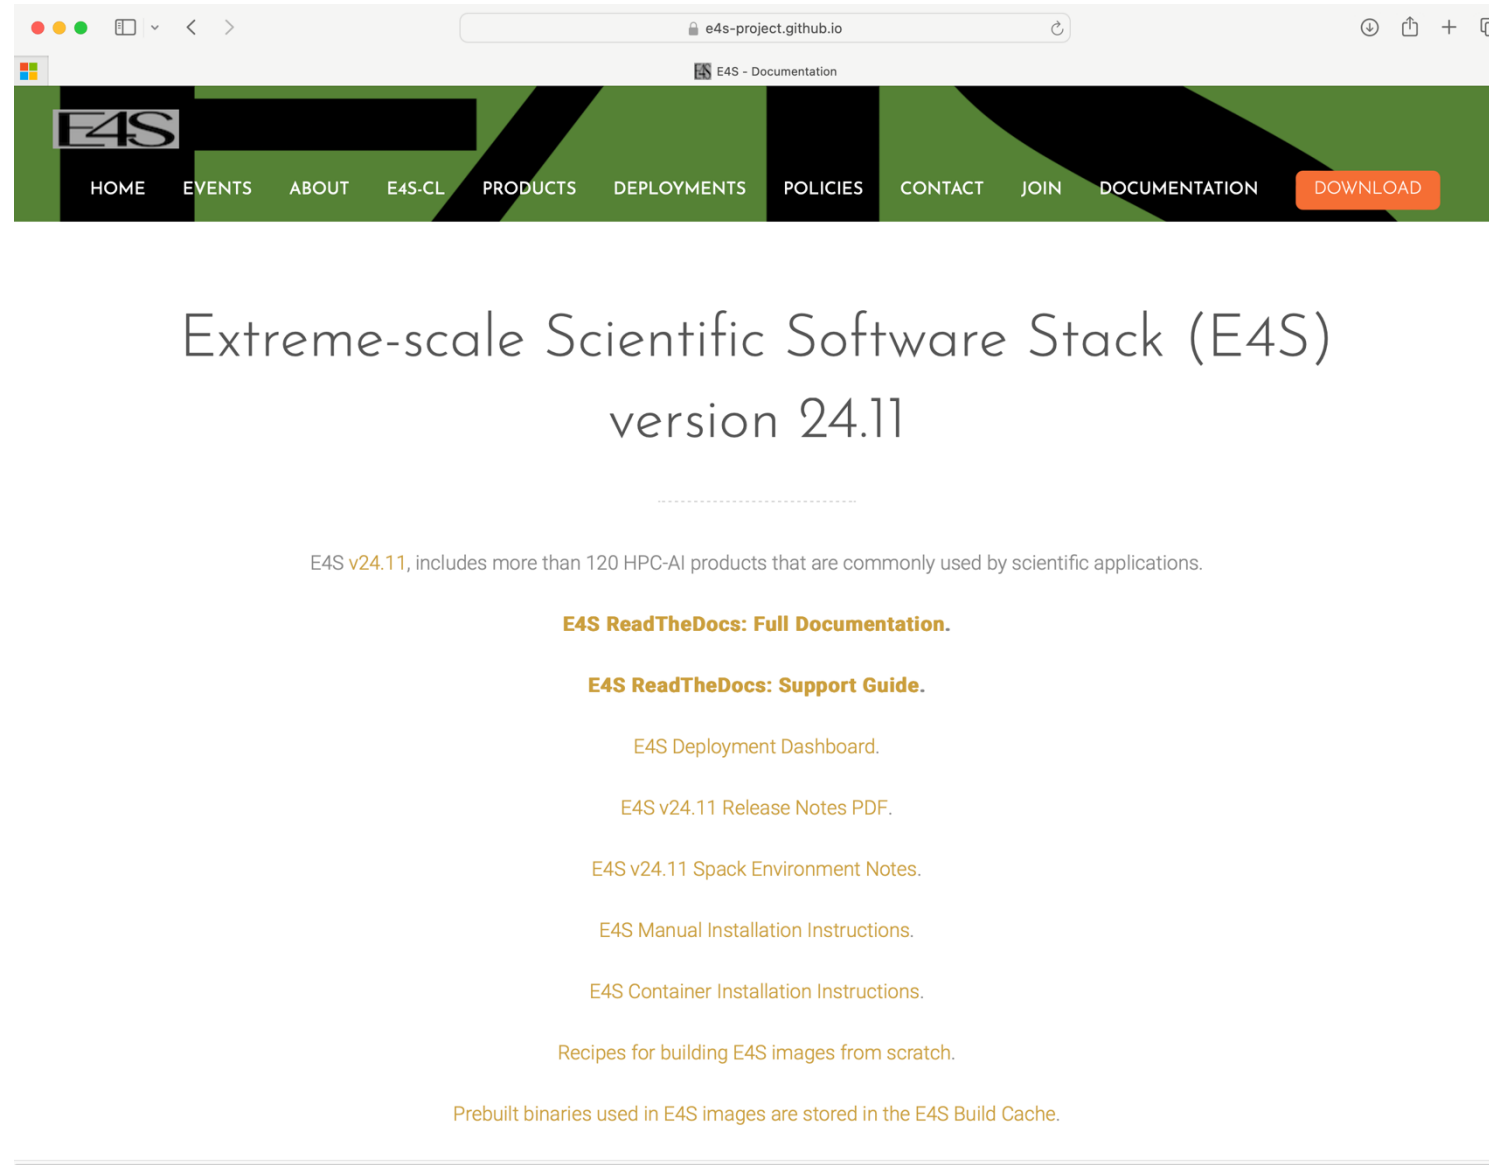 e4s-project.github.io
E4S - Documentation
E4S
HOME EVENTS ABOUT E4S-CL PRODUCTS DEPLOYMENTS POLICIES CONTACT JOIN DOCUMENTATION DOWNLOAD
Extreme-scale Scientific Software Stack (E4S)
version 24.11
E4S v24.11, includes more than 120 HPC-AI products that are commonly used by scientific applications.
E4S ReadTheDocs: Full Documentation.
E4S ReadTheDocs: Support Guide.
E4S Deployment Dashboard.
E4S v24.11 Release Notes PDF.
E4S v24.11 Spack Environment Notes.
E4S Manual Installation Instructions.
E4S Container Installation Instructions.
Recipes for building E4S images from scratch.
Prebuilt binaries used in E4S images are stored in the E4S Build Cache.